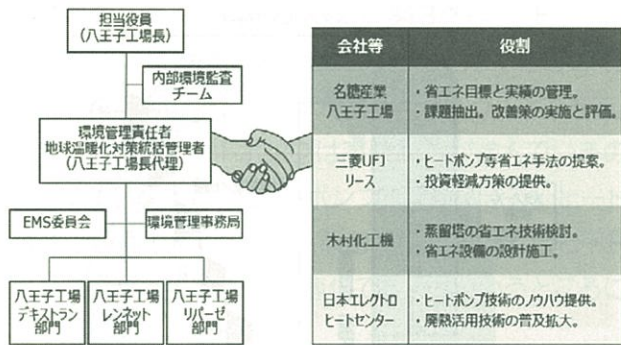 担当役員
(八王子工場長)
内部環境監査
チーム
環境管理責任者
地球温暖化対策統括管理者
(八王子工場長代理)
EMS委員会
環境管理事務局
八王子工場
デキストラン
部門
八王子工場
レンネット
部門
八王子工場
リパーゼ
部門
会社等
役割
名糖産業
八王子工場
・省エネ目標と実績の管理。
・課題抽出。改善策の実施と評価。
三菱UFJ
リース
・ヒートポンプ等省エネ手法の提案。
・投資軽減方策の提供。
木村化工機
・蒸留塔の省エネ技術検討。
・省エネ設備の設計施工。
日本エレクトロ
ヒートセンター
・ヒートポンプ技術のノウハウ提供。
・廃熱活用技術の普及拡大。